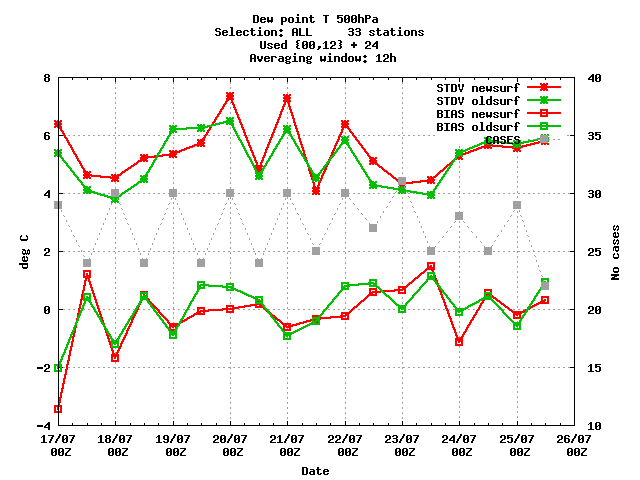 Dew point T 500hPa
Selection: ALL 33 stations
Used {00,12} + 24
Averaging window: 12h
8 40
STDV newsurf
STDV oldsurf
BIAS newsurf
BIAS oldsurf
6 35
CASES
4 30
deg C
No cases
2 25
0 20
-2 15
-4 10
17/07 18/07 19/07 20/07 21/07 22/07 23/07 24/07 25/07 26/07
00Z 00Z 00Z 00Z 00Z 00Z 00Z 00Z 00Z 00Z
Date